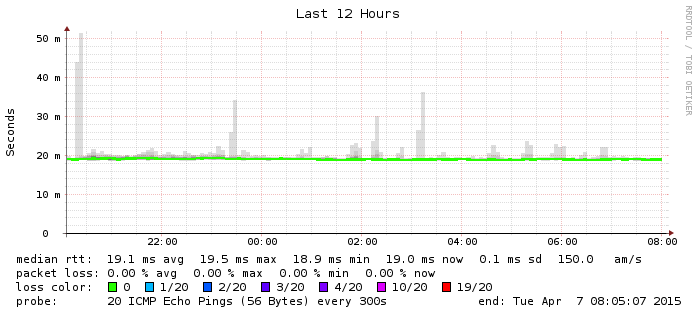 Last 12 Hours
RRDTOOL / TOBI OETIKER
Seconds
50 m
40 m
30 m
20 m
10 m
0
22:00 00:00 02:00 04:00 06:00 08:00
median rtt: 19.1 ms avg 19.5 ms max 18.9 ms min 19.0 ms now 0.1 ms sd 150.0 am/s
packet loss: 0.00 % avg 0.00 % max 0.00 % min 0.00 % now
loss color: 0 1/20 2/20 3/20 4/20 10/20 19/20
probe: 20 ICMP Echo Pings (56 Bytes) every 300s end: Tue Apr 7 08:05:07 2015